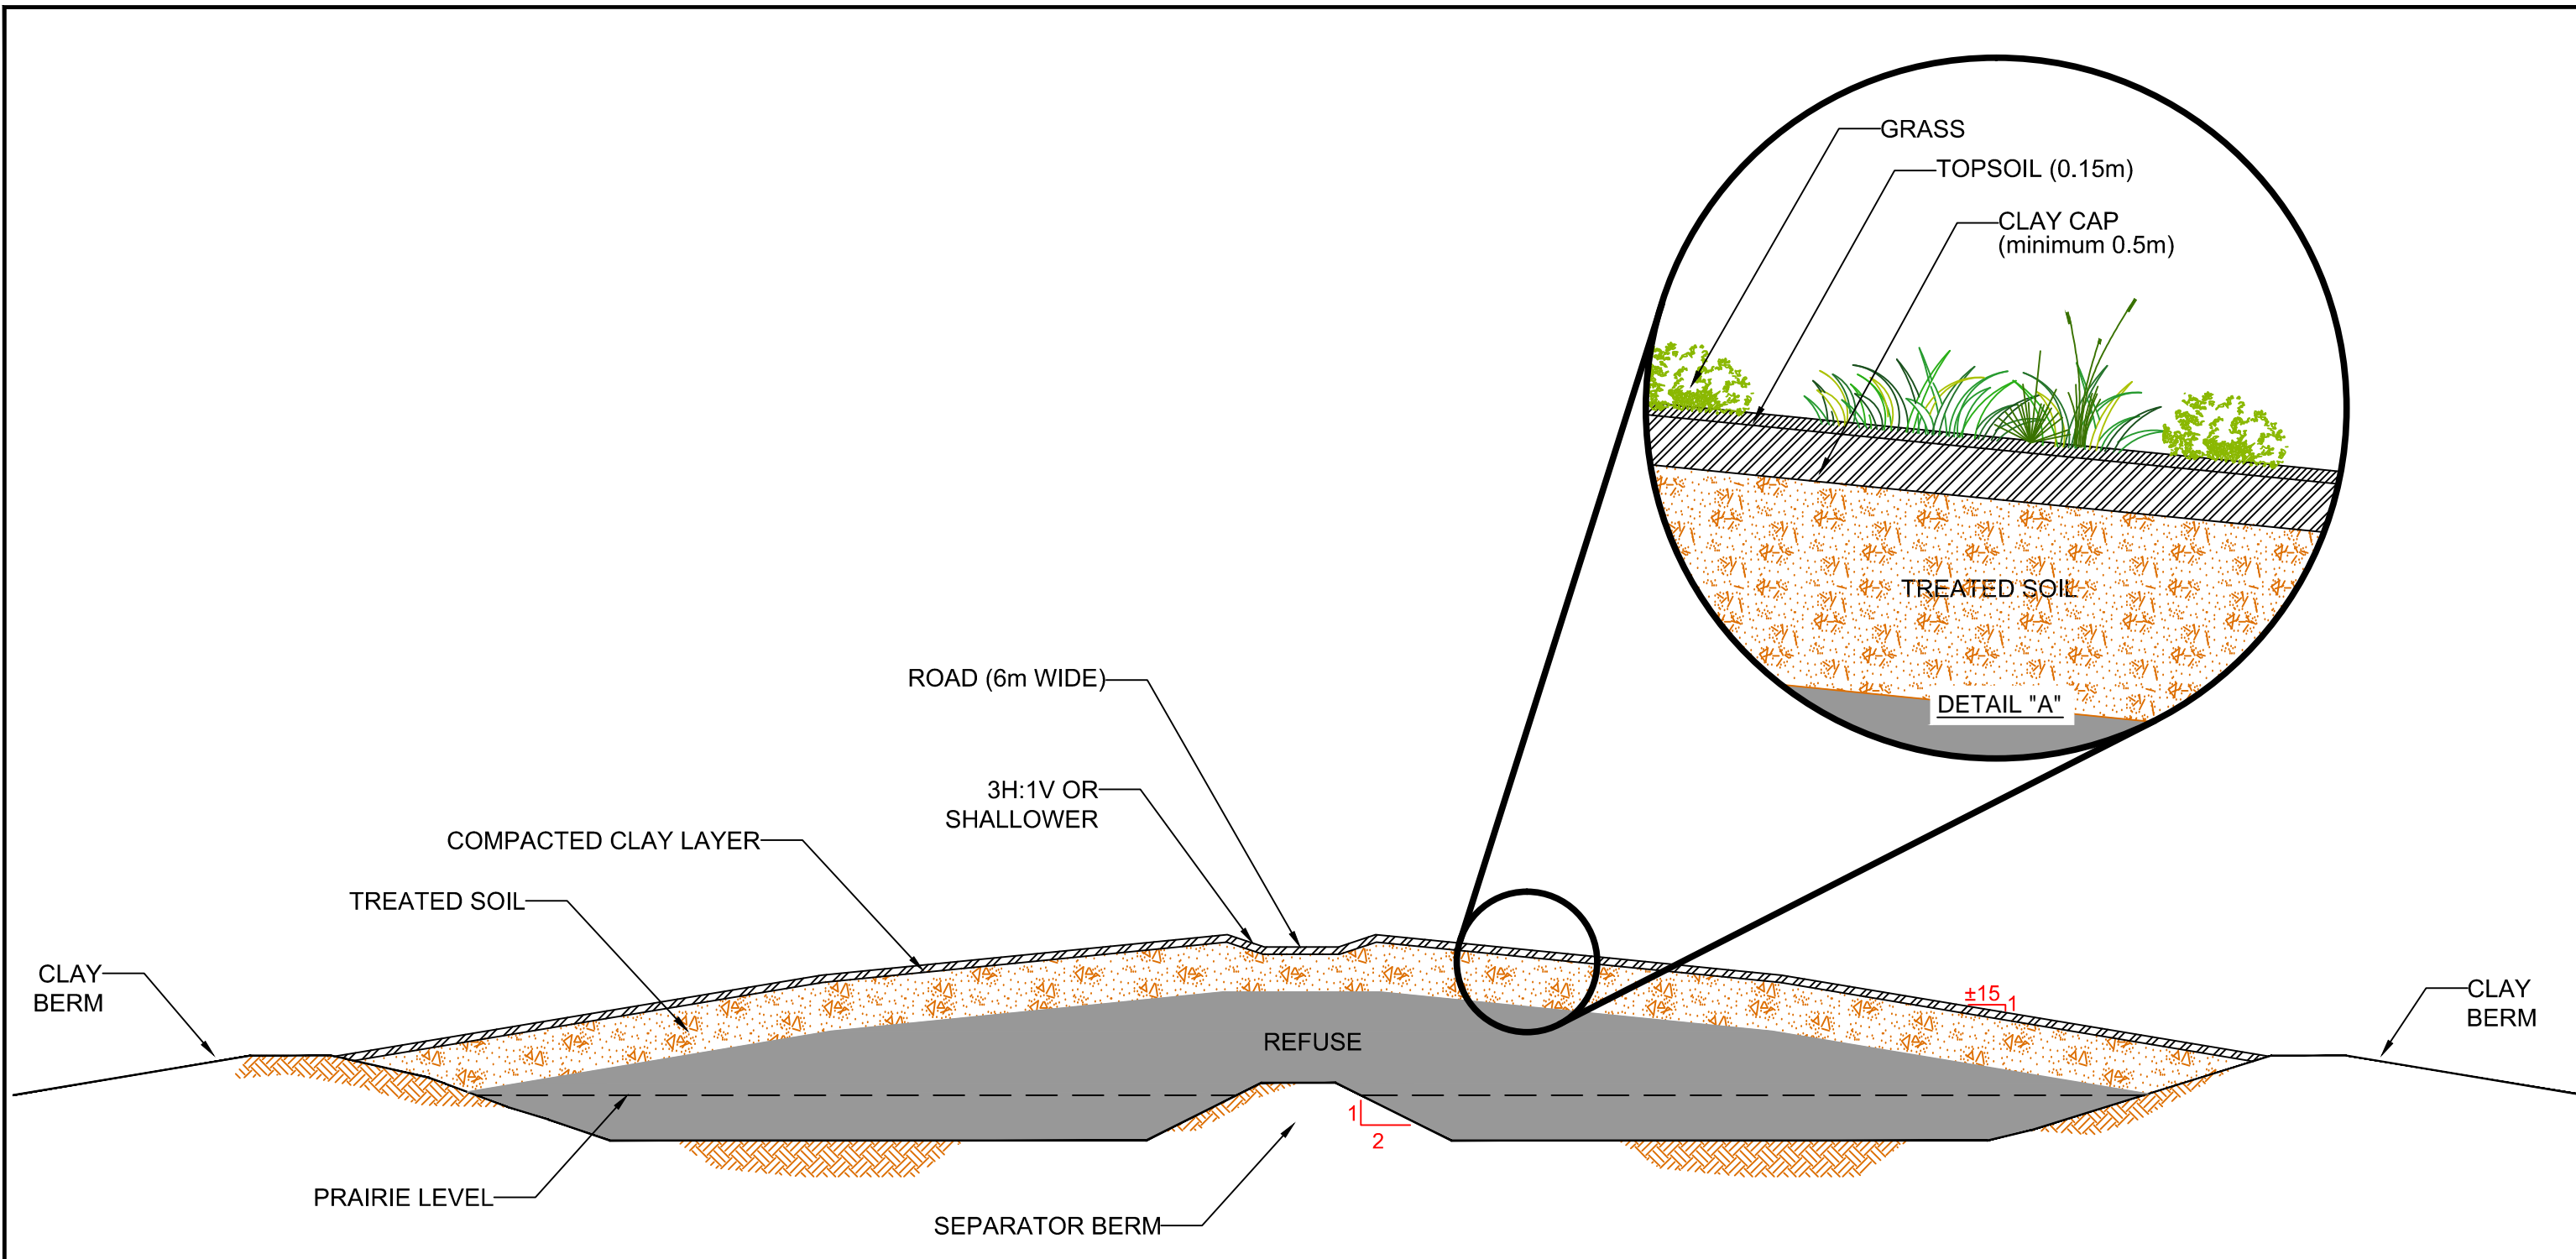 GRASS
TOPSOIL (0.15m)
CLAY CAP
(minimum 0.5m)
TREATED SOIL
DETAIL "A"
ROAD (6m WIDE)
3H:1V OR
SHALLOWER
COMPACTED CLAY LAYER
TREATED SOIL
CLAY
BERM
±15
1
CLAY
BERM
REFUSE
1
2
PRAIRIE LEVEL
SEPARATOR BERM